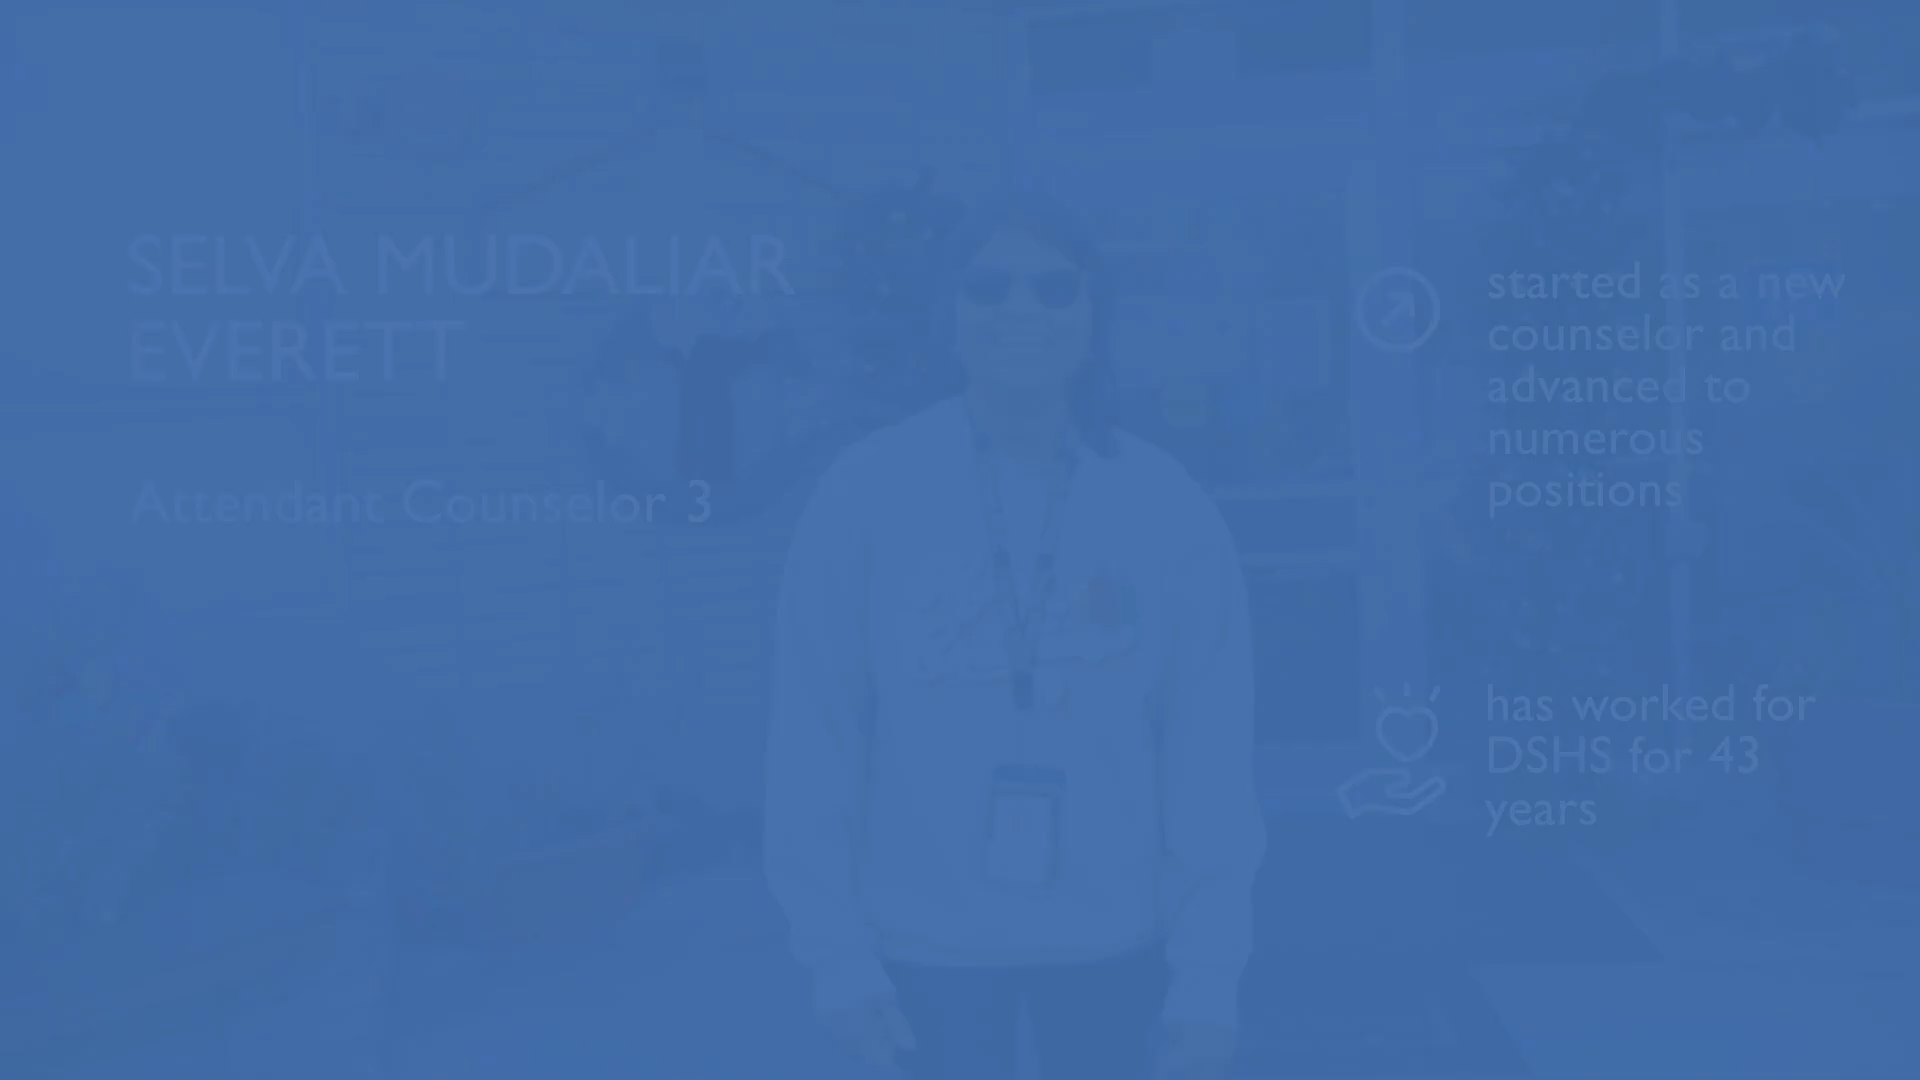 SELVA MUDALIAR
EVERETT
Attendant Counselor 3
started as a new
counselor and
advanced to
numerous
positions
has worked for
DSHS for 43
years